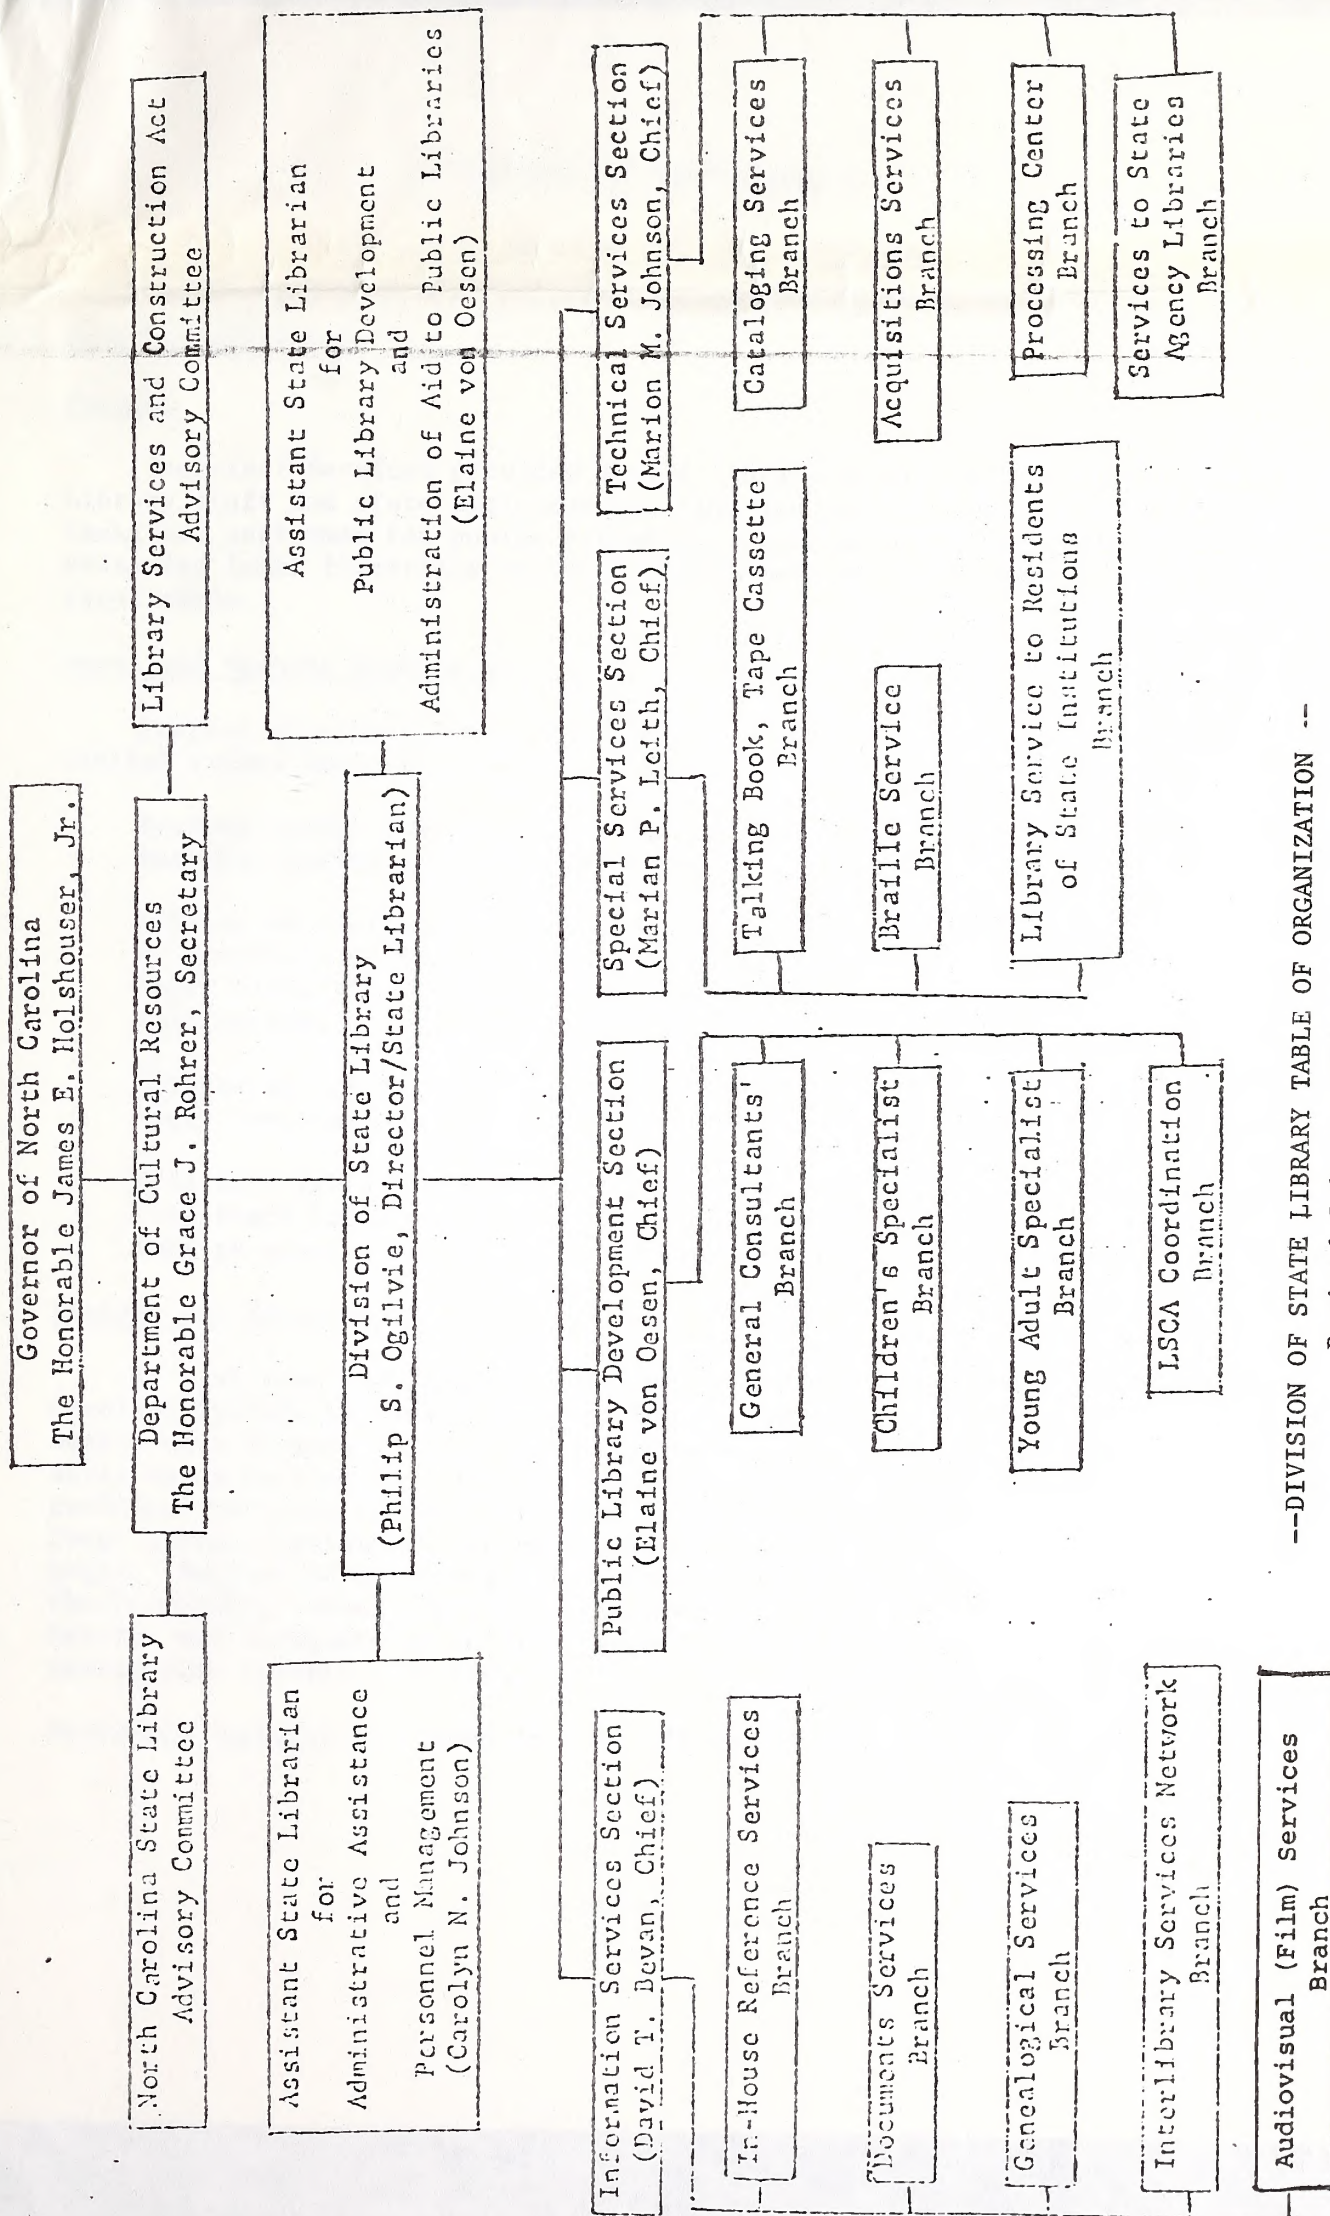 Governor of North Carolina
The Honorable James E. Holshouser, Jr.
North Carolina State Library
Advisory Committee
Department of Cultural Resources
The Honorable Grace J. Rohrer, Secretary
Library Services and Construction Act
Advisory Committee
Assistant State Librarian
for
Administrative Assistance
and
Personnel Management
(Carolyn N. Johnson)
Division of State Library
(Philip S. Ogilvie, Director/State Librarian)
Assistant State Librarian
for
Public Library Development
and
Administration of Aid to Public Libraries
(Elaine von Oesen)
Information Services Section
(David T. Bevan, Chief)
In-House Reference Services
Branch
Documents Services
Branch
Genealogical Services
Branch
Interlibrary Services Network
Branch
Audiovisual (Film) Services
Branch
Public Library Development Section
(Elaine von Oesen, Chief)
General Consultants'
Branch
Children's Specialist
Branch
Young Adult Specialist
Branch
LSCA Coordination
Branch
Special Services Section
(Marian P. Leith, Chief)
Talking Book, Tape Cassette
Branch
Braille Service
Branch
Library Service to Residents
of State Institutions
Branch
Technical Services Section
(Marion M. Johnson, Chief)
Cataloging Services
Branch
Acquisitions Services
Branch
Processing Center
Branch
Services to State
Agency Libraries
Branch
--DIVISION OF STATE LIBRARY TABLE OF ORGANIZATION --